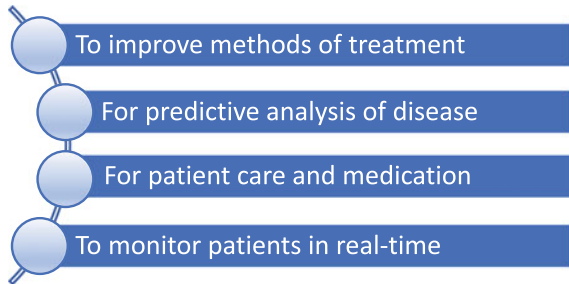 To improve methods of treatment
For predictive analysis of disease
For patient care and medication
To monitor patients in real-time